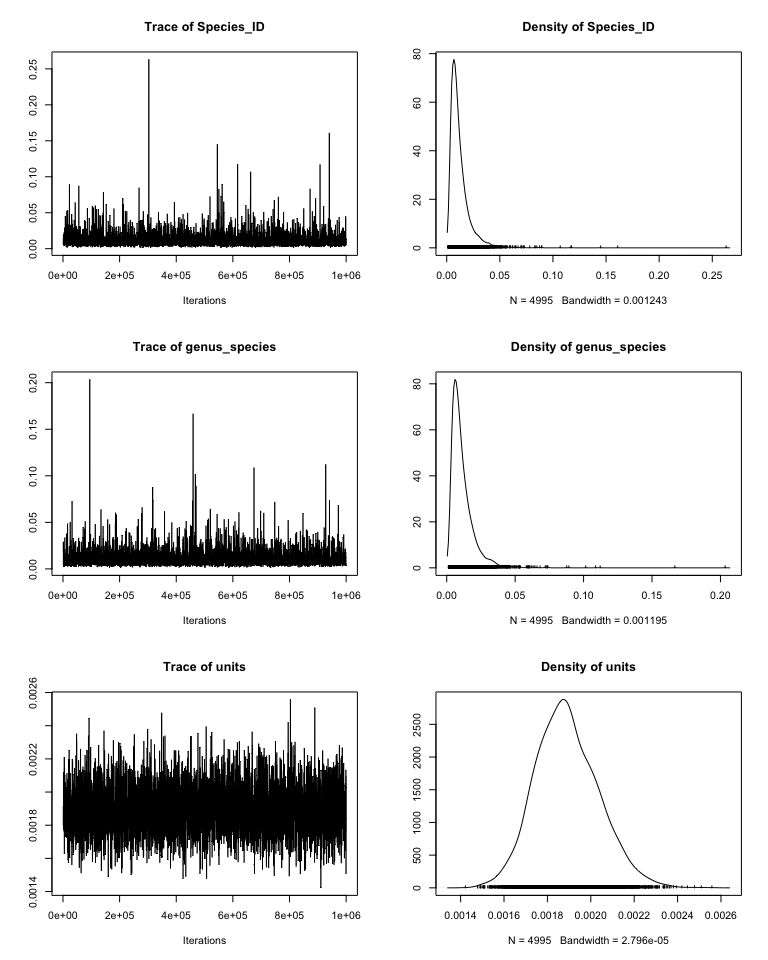 Trace of Species_ID
0.00 0.05 0.10 0.15 0.20 0.25
0e+00 2e+05 4e+05 6e+05 8e+05 1e+06
Iterations
Density of Species_ID
0 20 40 60 80
0.00 0.05 0.10 0.15 0.20 0.25
N = 4995 Bandwidth = 0.001243
Trace of genus_species
0.00 0.05 0.10 0.15 0.20
0e+00 2e+05 4e+05 6e+05 8e+05 1e+06
Iterations
Density of genus_species
0 20 40 60 80
0.00 0.05 0.10 0.15 0.20
N = 4995 Bandwidth = 0.001195
Trace of units
0.0014 0.0018 0.0022 0.0026
0e+00 2e+05 4e+05 6e+05 8e+05 1e+06
Iterations
Density of units
0 500 1000 1500 2000 2500
0.0014 0.0016 0.0018 0.0020 0.0022 0.0024 0.0026
N = 4995 Bandwidth = 2.796e-05